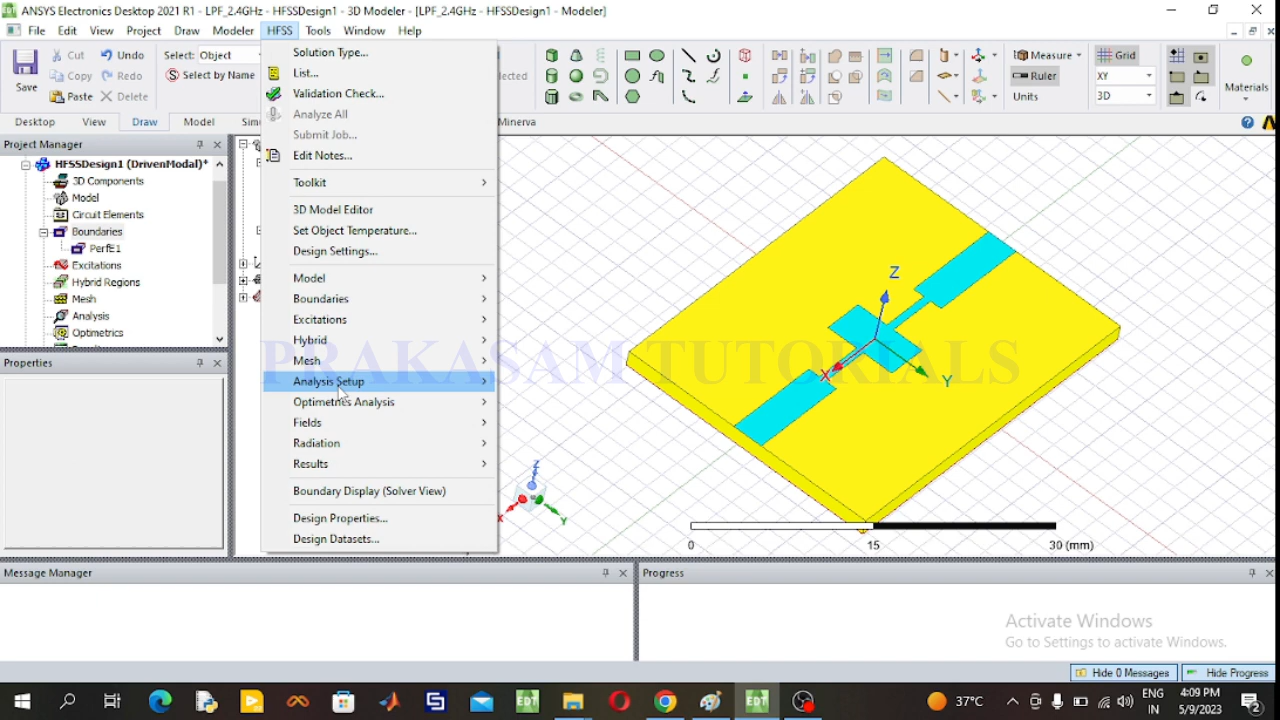 ANSYS Electronics Desktop 2021 R1 - LPF_2.4GHz - HFSSDesign1 - 3D Modeler - [LPF_2.4GHz - HFSSDesign1 - Modeler]
File Edit View Project Draw Modeler HFSS Tools Window Help
Save
Cut Undo
Copy Redo
Paste Delete
Select: Object
Select by Name
Measure
Ruler
Units
Grid
XY
3D
Materials
Desktop View Draw Model
Minerva
Project Manager
HFSSDesign1 (DrivenModal)*
3D Components
Model
Circuit Elements
Boundaries
PerfE1
Excitations
Hybrid Regions
Mesh
Analysis
Optimetrics
Properties
Solution Type...
List...
Validation Check...
Analyze All
Submit Job...
Edit Notes...
Toolkit
3D Model Editor
Set Object Temperature...
Design Settings...
Model
Boundaries
Excitations
Hybrid
Mesh
Analysis Setup
Optimetrics Analysis
Fields
Radiation
Results
Boundary Display (Solver View)
Design Properties...
Design Datasets...
PRAKASAM TUTORIALS
Z
X
Y
Z
X
Y
0 15 30 (mm)
Message Manager
Progress
Activate Windows
Go to Settings to activate Windows.
Hide 0 Messages
Hide Progress
37°C
ENG
IN
4:09 PM
5/9/2023
2